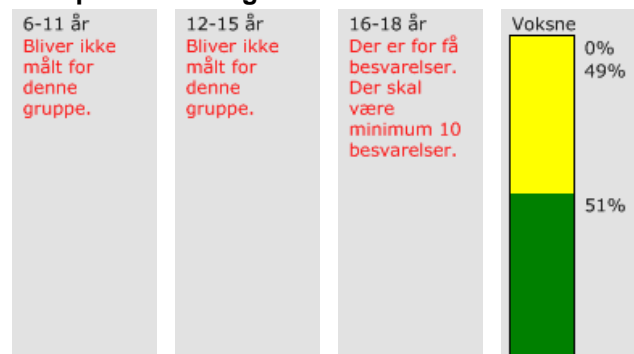 6-11 år
Bliver ikke
målt for
denne
gruppe.
12-15 år
Bliver ikke
målt for
denne
gruppe.
16-18 år
Der er for få
besvarelser.
Der skal
være
minimum 10
besvarelser.
Voksne
0%
49%
51%